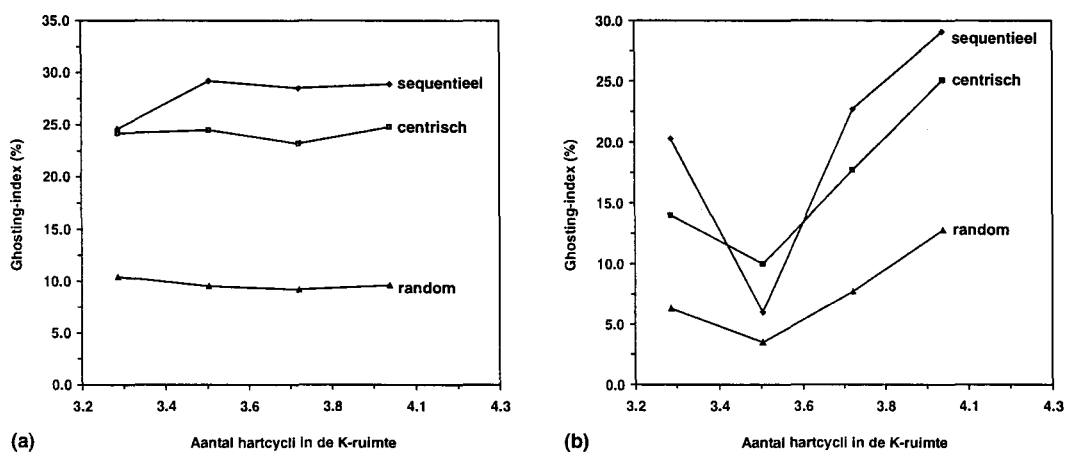 35.0
30.0
25.0
20.0
15.0
10.0
5.0
0.0
Ghosting-index (%)
sequentieel
centrisch
random
3.2 3.4 3.6 3.8 4.1 4.3
(a) Aantal hartcycli in de K-ruimte
30.0
25.0
20.0
15.0
10.0
5.0
0.0
Ghosting-index (%)
sequentieel
centrisch
random
3.2 3.4 3.6 3.8 4.1 4.3
(b) Aantal hartcycli in de K-ruimte